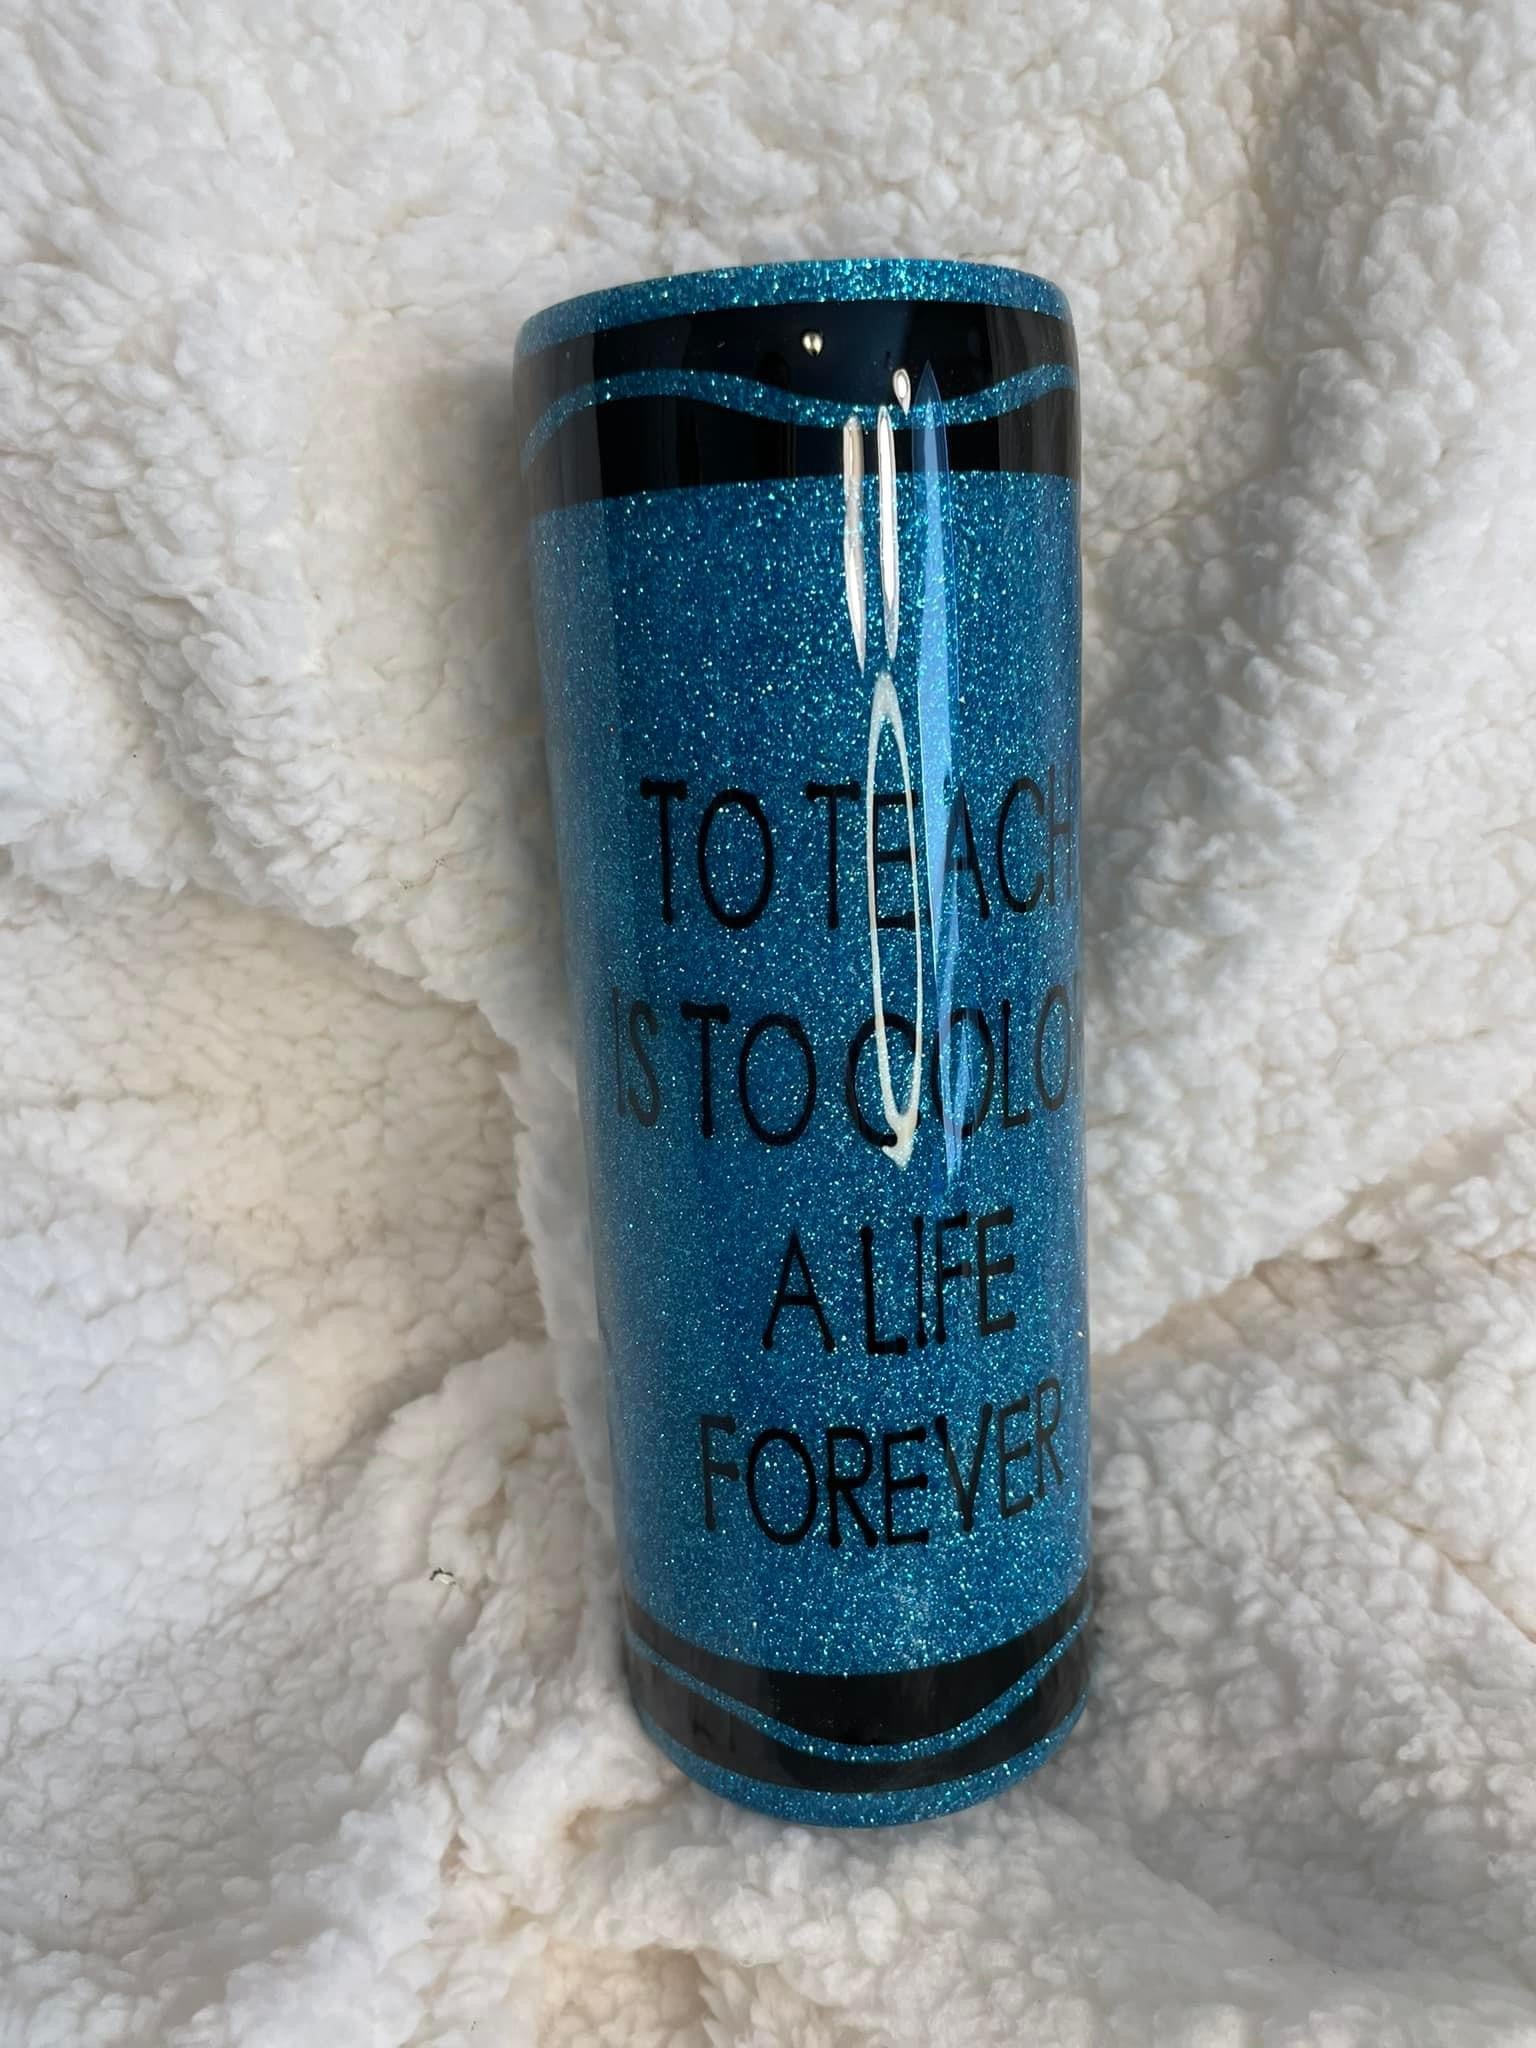 TO TEACH
IS TO COLO
A LIFE
FOREVER